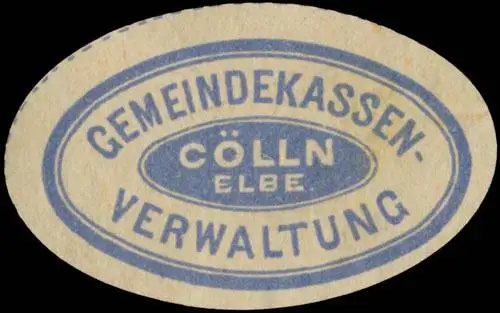 GEMEINDEKASSEN-
CÖLLN
ELBE.
VERWALTUNG